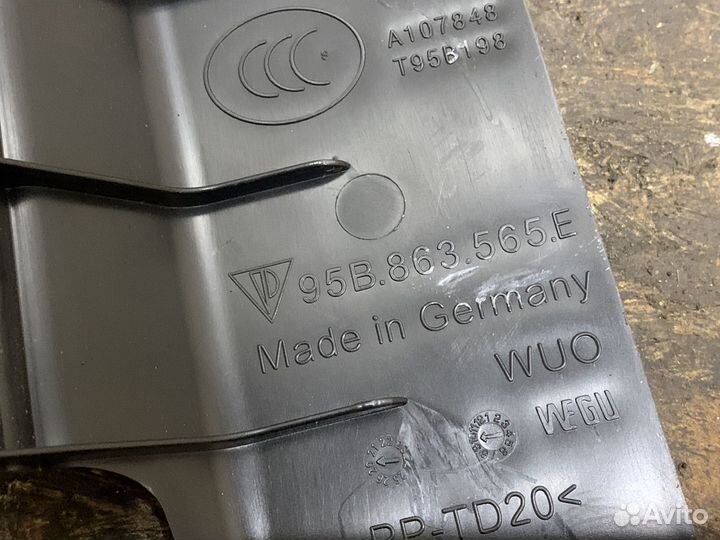 CCC
S
A107848
T95B198
95B.863.565.E
Made in Germany
WUO
WEGU
PP-TD20<
Avito